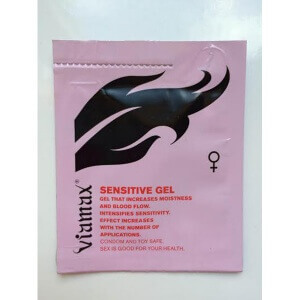 viamax®
SENSITIVE GEL
GEL THAT INCREASES MOISTNESS
AND BLOOD FLOW.
INTENSIFIES SENSITIVITY.
EFFECT INCREASES
WITH THE NUMBER OF
APPLICATIONS.
CONDOM AND TOY SAFE.
SEX IS GOOD FOR YOUR HEALTH.